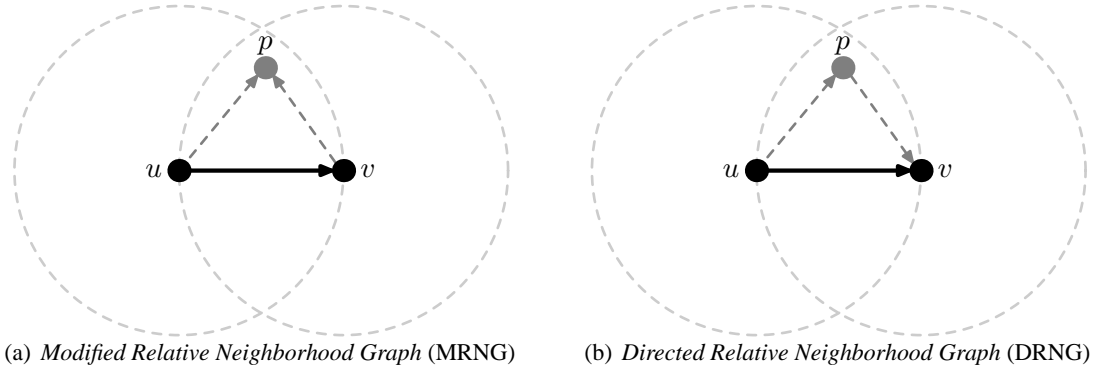 p
p
u
v
u
v
(a) Modified Relative Neighborhood Graph (MRNG)
(b) Directed Relative Neighborhood Graph (DRNG)